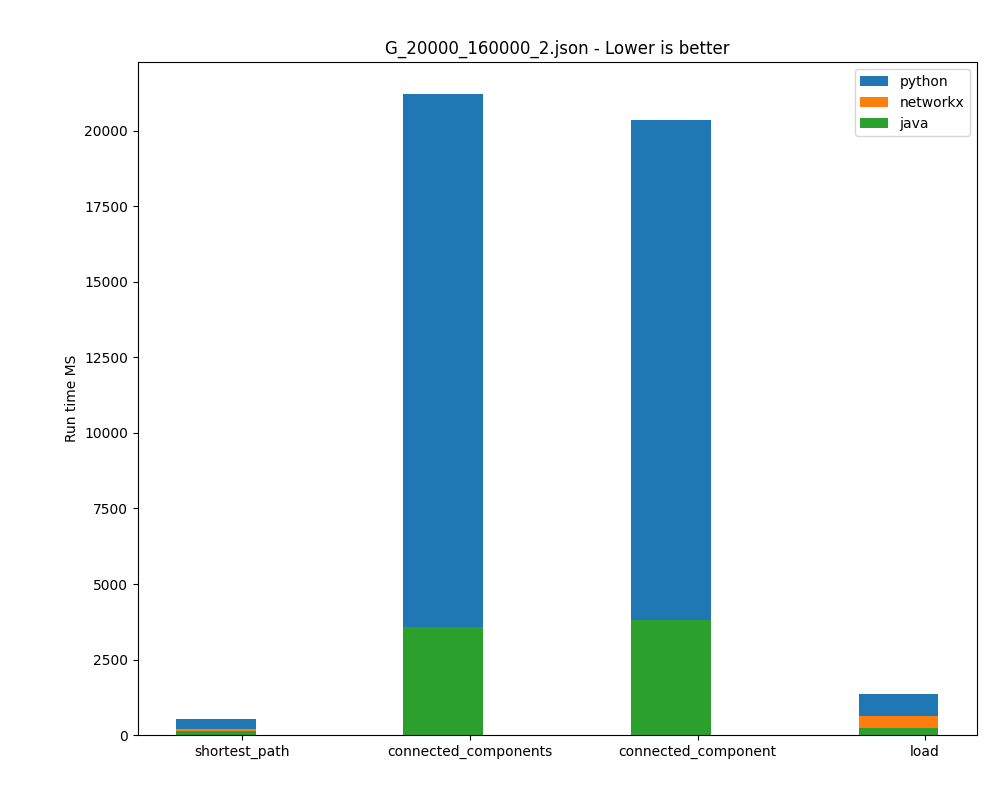 G_20000_160000_2.json - Lower is better
python
networkx
java
Run time MS
20000
17500
15000
12500
10000
7500
5000
2500
0
shortest_path
connected_components
connected_component
load